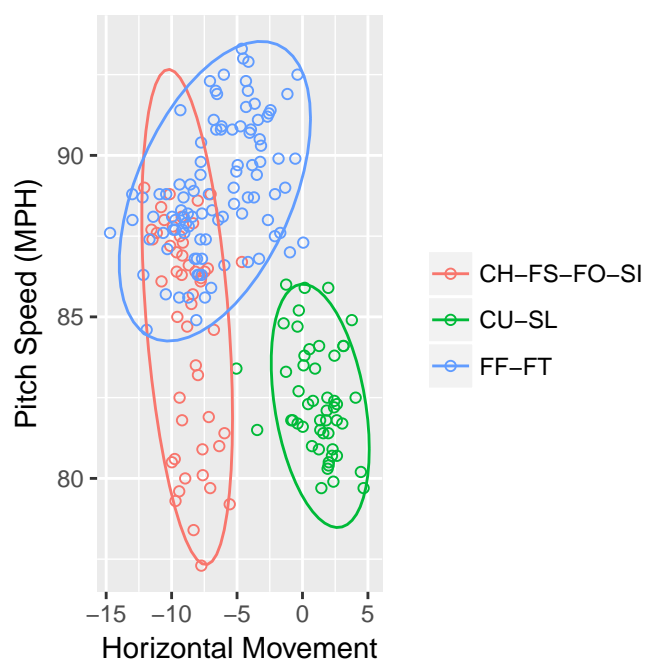 Pitch Speed (MPH)
90
85
80
−15 −10 −5 0 5
Horizontal Movement
CH−FS−FO−SI
CU−SL
FF−FT